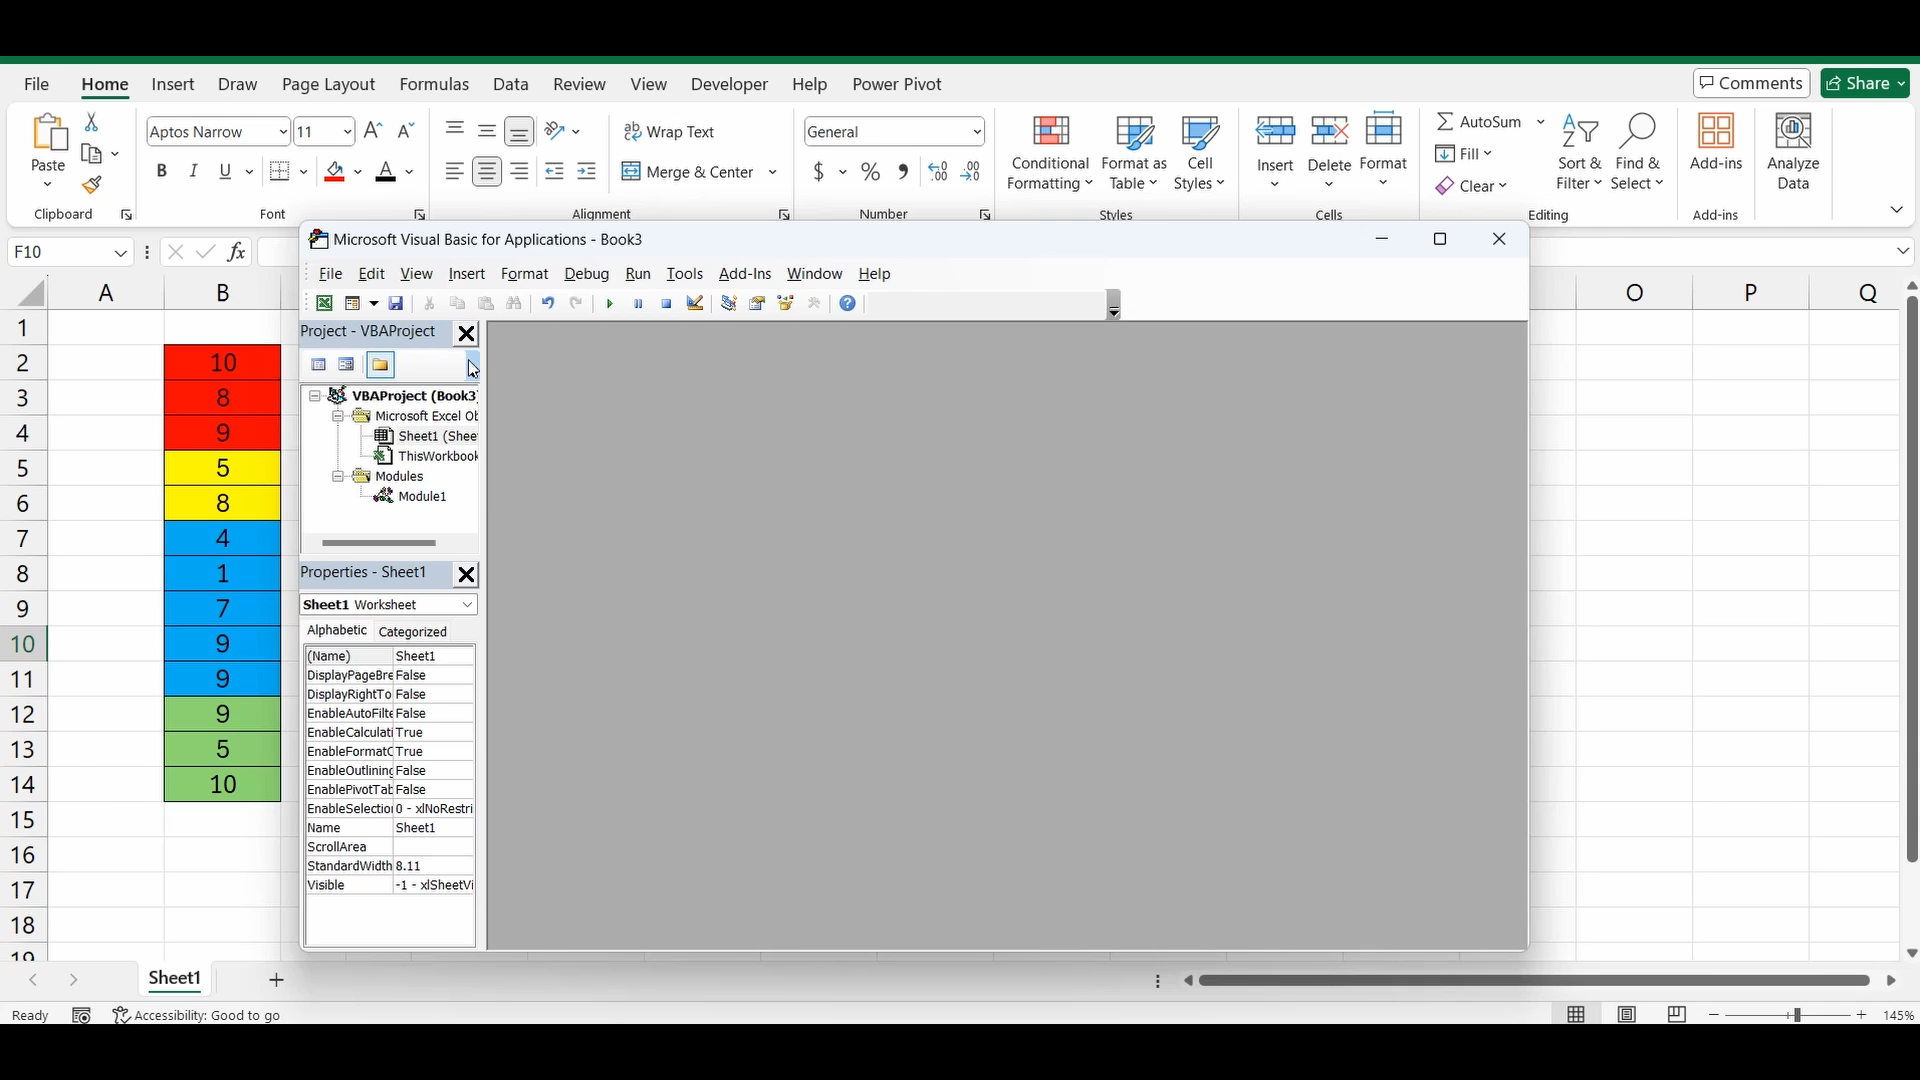 File Home Insert Draw Page Layout Formulas Data Review View Developer Help Power Pivot Comments Share
Paste
Clipboard
Aptos Narrow 11
B I U A
Font
Wrap Text
Merge & Center
Alignment
General
$ % ,
Number
Conditional Formatting
Format as Table
Cell Styles
Styles
Insert Delete Format
Cells
AutoSum
Fill
Clear
Sort & Filter
Find & Select
Editing
Add-ins
Add-ins
Analyze Data
F10 fx
A B O P Q
1
2 10
3 8
4 9
5 5
6 8
7 4
8 1
9 7
10 9
11 9
12 9
13 5
14 10
15
16
17
18
19
Microsoft Visual Basic for Applications - Book3
File Edit View Insert Format Debug Run Tools Add-Ins Window Help
Project - VBAProject
VBAProject (Book3)
Microsoft Excel Ob
Sheet1 (Shee
ThisWorkbook
Modules
Module1
Properties - Sheet1
Sheet1 Worksheet
Alphabetic Categorized
(Name) Sheet1
DisplayPageBre False
DisplayRightTo False
EnableAutoFilte False
EnableCalculati True
EnableFormatC True
EnableOutlining False
EnablePivotTab False
EnableSelection 0 - xlNoRestri
Name Sheet1
ScrollArea
StandardWidth 8.11
Visible -1 - xlSheetVi
Sheet1
Ready Accessibility: Good to go 145%